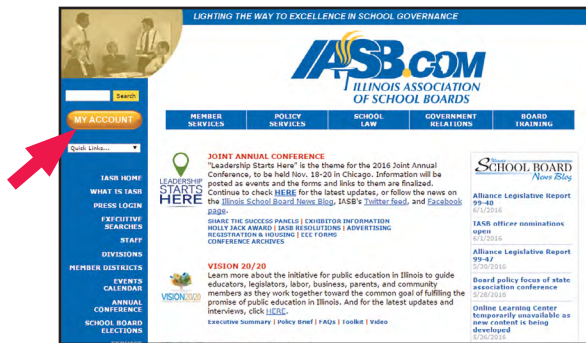 LIGHTING THE WAY TO EXCELLENCE IN SCHOOL GOVERNANCE
IASB.COM
ILLINOIS ASSOCIATION
OF SCHOOL BOARDS
Search
MY ACCOUNT
Quick Links...
IASB HOME
WHAT IS IASB
PRESS LOGIN
EXECUTIVE
SEARCHES
STAFF
DIVISIONS
MEMBER DISTRICTS
EVENTS
CALENDAR
ANNUAL
CONFERENCE
SCHOOL BOARD
ELECTIONS
MEMBER
SERVICES
POLICY
SERVICES
SCHOOL
LAW
GOVERNMENT
RELATIONS
BOARD
TRAINING
LEADERSHIP
STARTS
HERE
JOINT ANNUAL CONFERENCE
"Leadership Starts Here" is the theme for the 2016 Joint Annual
Conference, to be held Nov. 18-20 in Chicago. Information will be
posted as events and the forms and links to them are finalized.
Continue to check HERE for the latest updates, or follow the news on
the Illinois School Board News Blog, IASB's Twitter feed, and Facebook
page.
SHARE THE SUCCESS PANELS | EXHIBITOR INFORMATION
HOLLY JACK AWARD | IASB RESOLUTIONS | ADVERTISING
REGISTRATION & HOUSING | ECE FORMS
CONFERENCE ARCHIVES
VISION 20/20
VISION 20/20
Learn more about the initiative for public education in Illinois to guide
educators, legislators, labor, business, parents, and community
members as they work together toward the common goal of fulfilling the
promise of public education in Illinois. And for the latest updates and
interviews, click HERE.
Executive Summary | Policy Brief | FAQs | Toolkit | Video
Illinois
SCHOOL BOARD
News Blog
Alliance Legislative Report
99-48
6/1/2016
IASB officer nominations
open
6/1/2016
Alliance Legislative Report
99-47
5/30/2016
Board policy focus of state
association conference
5/28/2016
Online Learning Center
temporarily unavailable as
new content is being
developed
5/26/2016